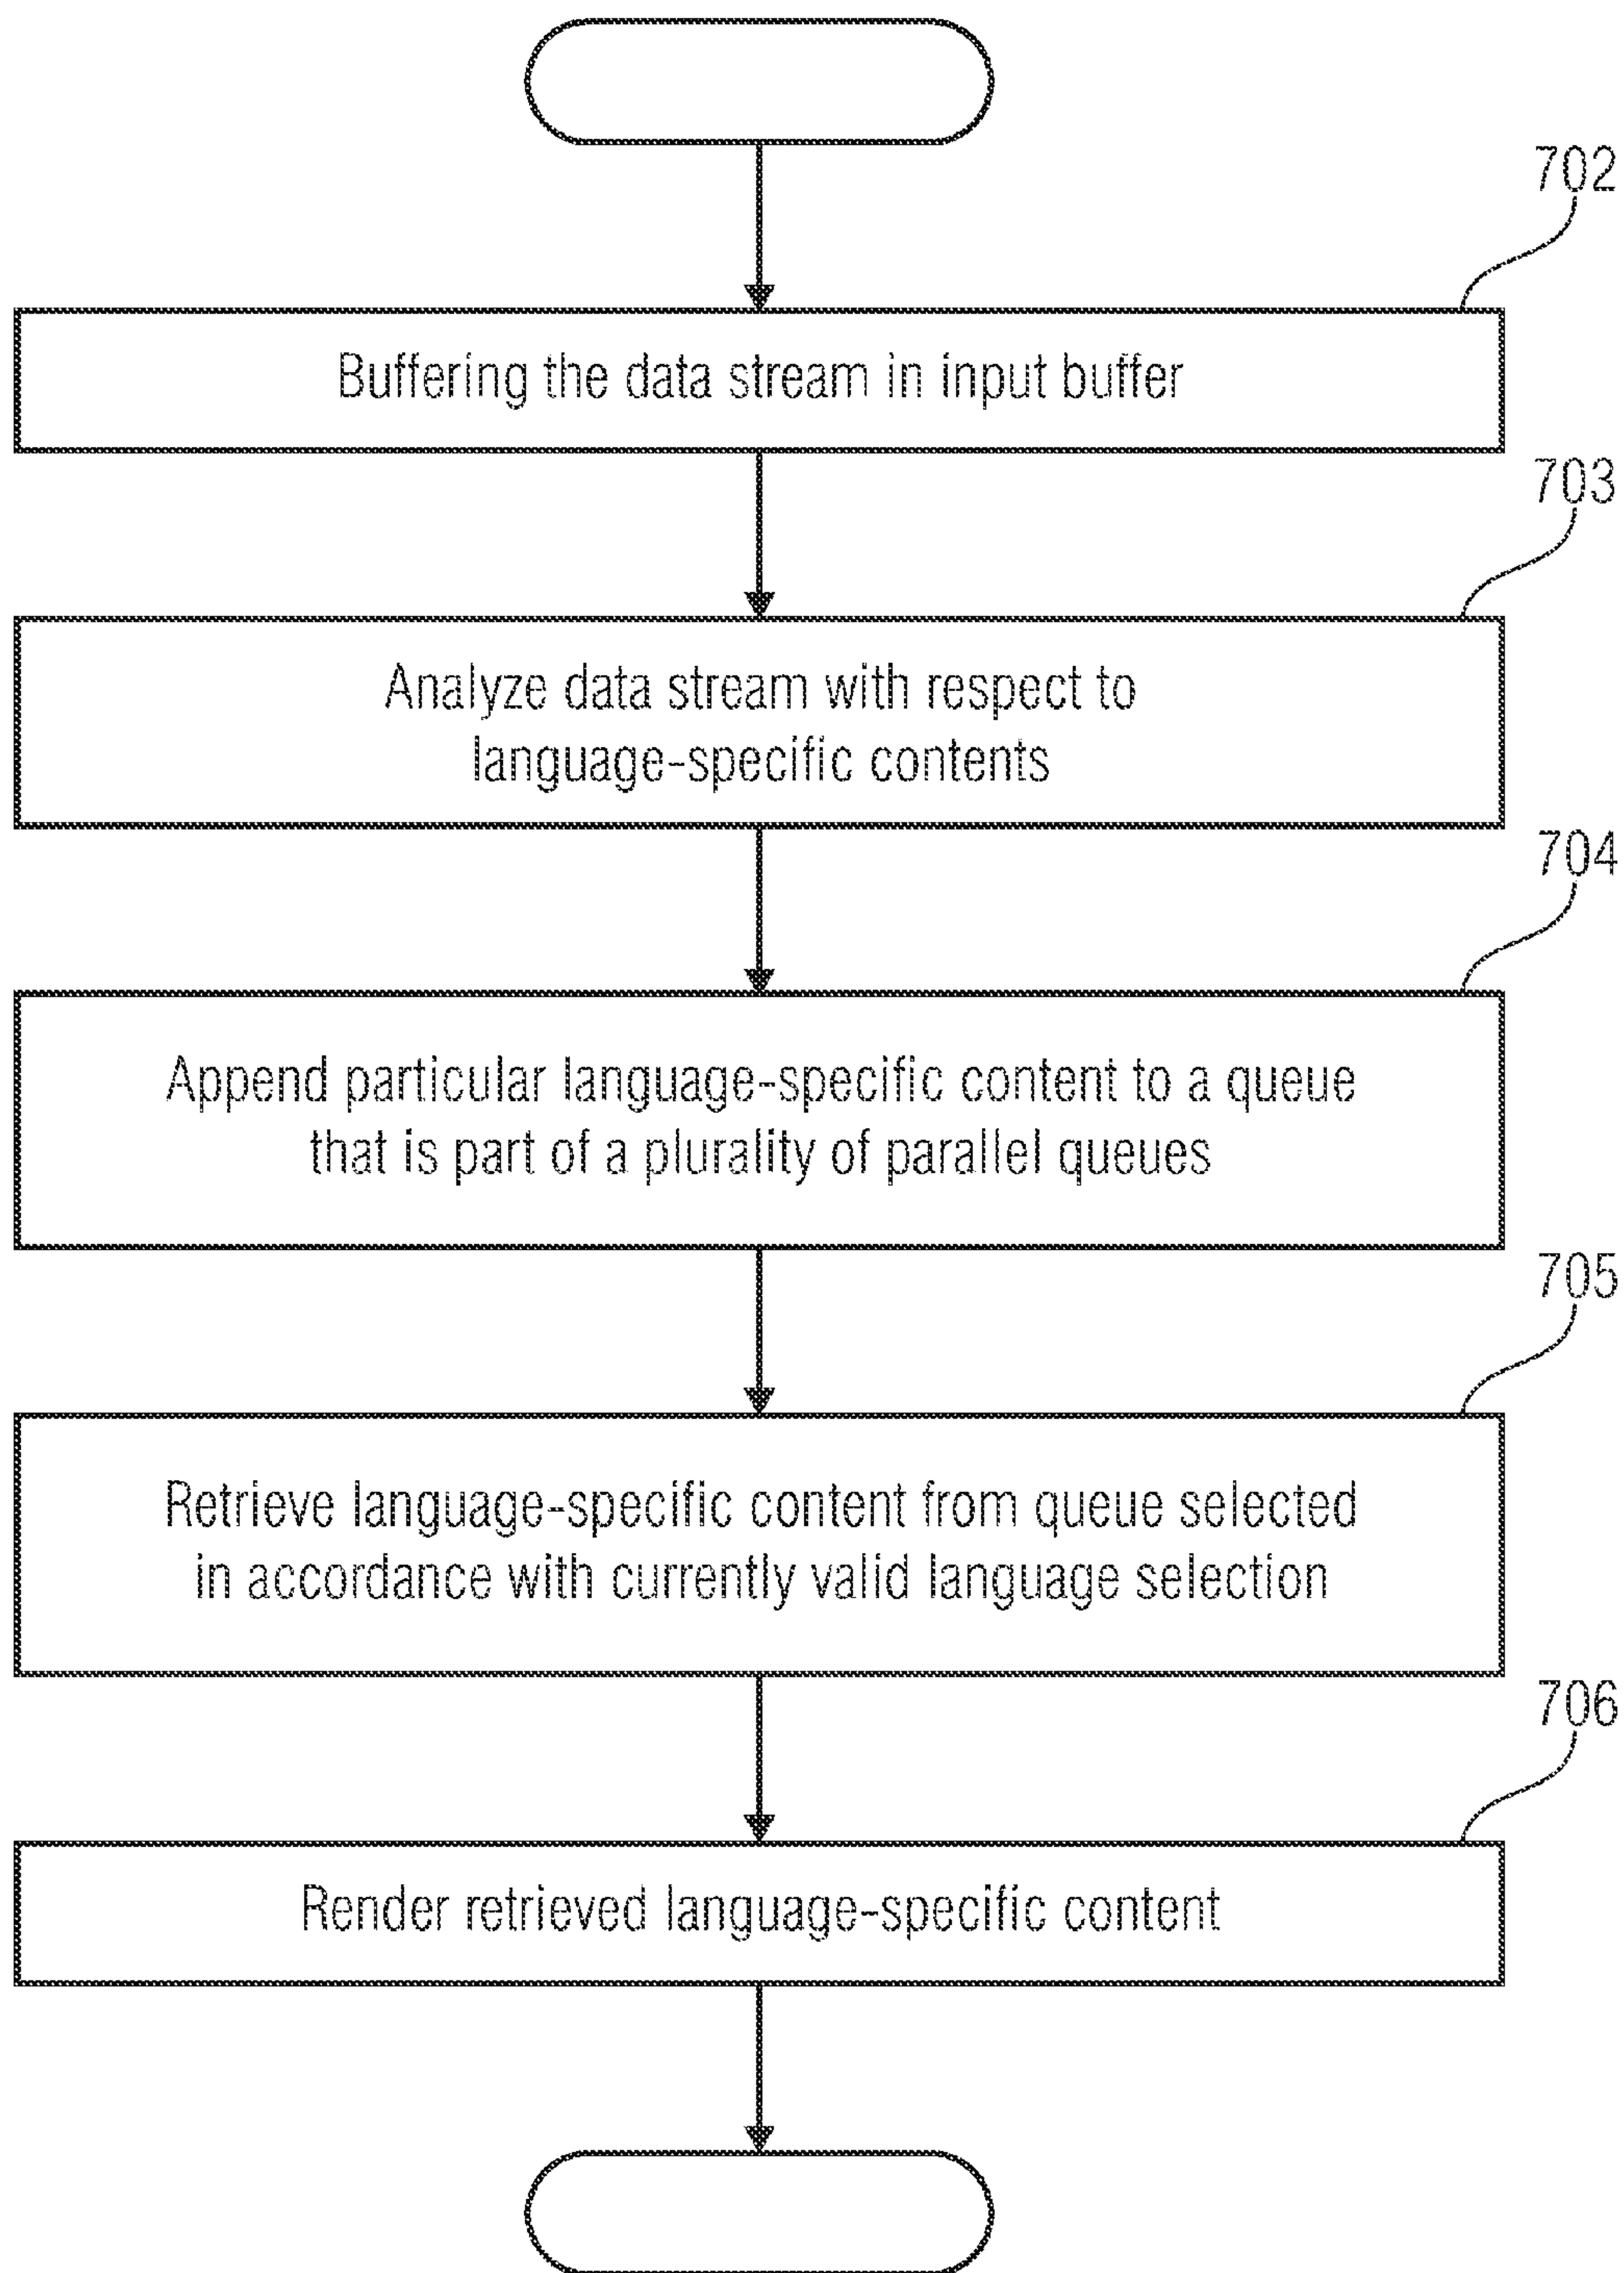 702
Buffering the data stream in input buffer
703
Analyze data stream with respect to
language-specific contents
704
Append particular language-specific content to a queue
that is part of a plurality of parallel queues
705
Retrieve language-specific content from queue selected
in accordance with currently valid language selection
706
Render retrieved language-specific content